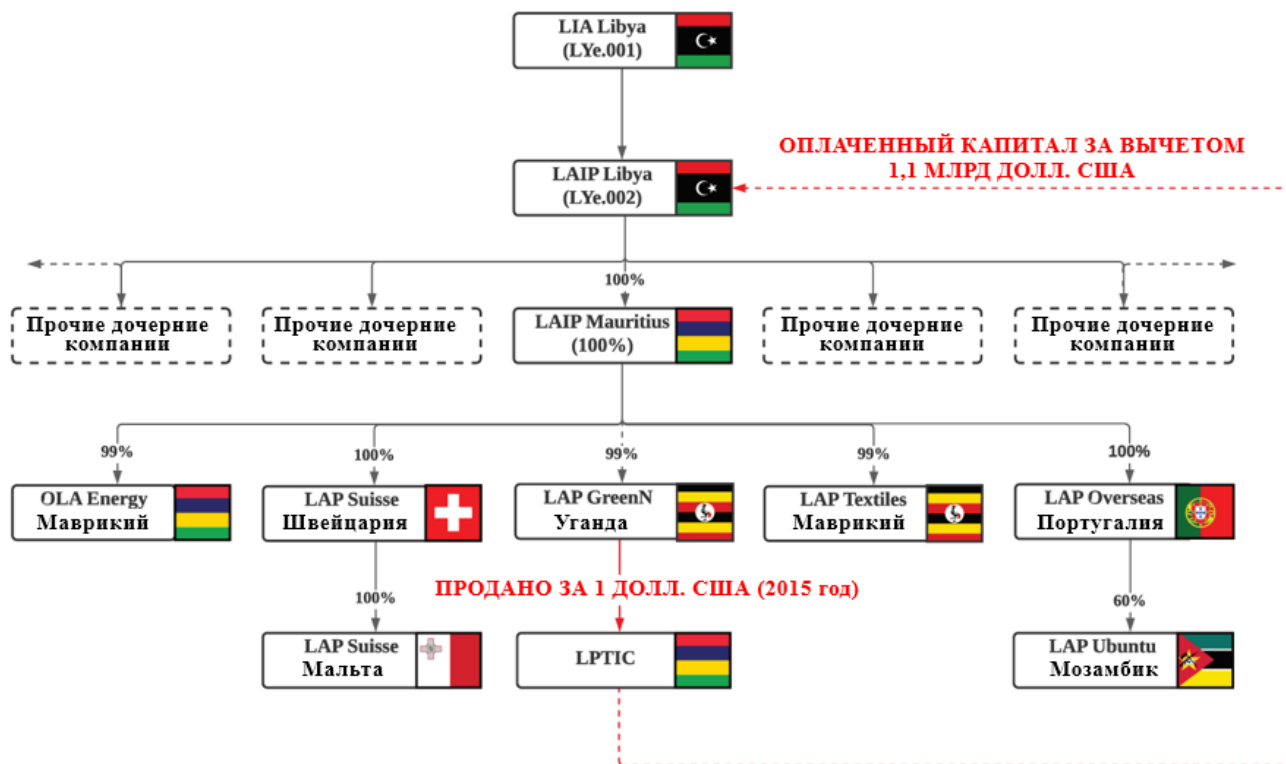 LIA Libya
(LYe.001)
ОПЛАЧЕННЫЙ КАПИТАЛ ЗА ВЫЧЕТОМ
1,1 МЛРД ДОЛЛ. США
LAIP Libya
(LYe.002)
100%
Прочие дочерние
компании
Прочие дочерние
компании
LAIP Mauritius
(100%)
Прочие дочерние
компании
Прочие дочерние
компании
99%
100%
99%
99%
100%
OLA Energy
Маврикий
LAP Suisse
Швейцария
LAP GreenN
Уганда
LAP Textiles
Маврикий
LAP Overseas
Португалия
100%
ПРОДАНО ЗА 1 ДОЛЛ. США (2015 год)
60%
LAP Suisse
Мальта
LPTIC
LAP Ubuntu
Мозамбик